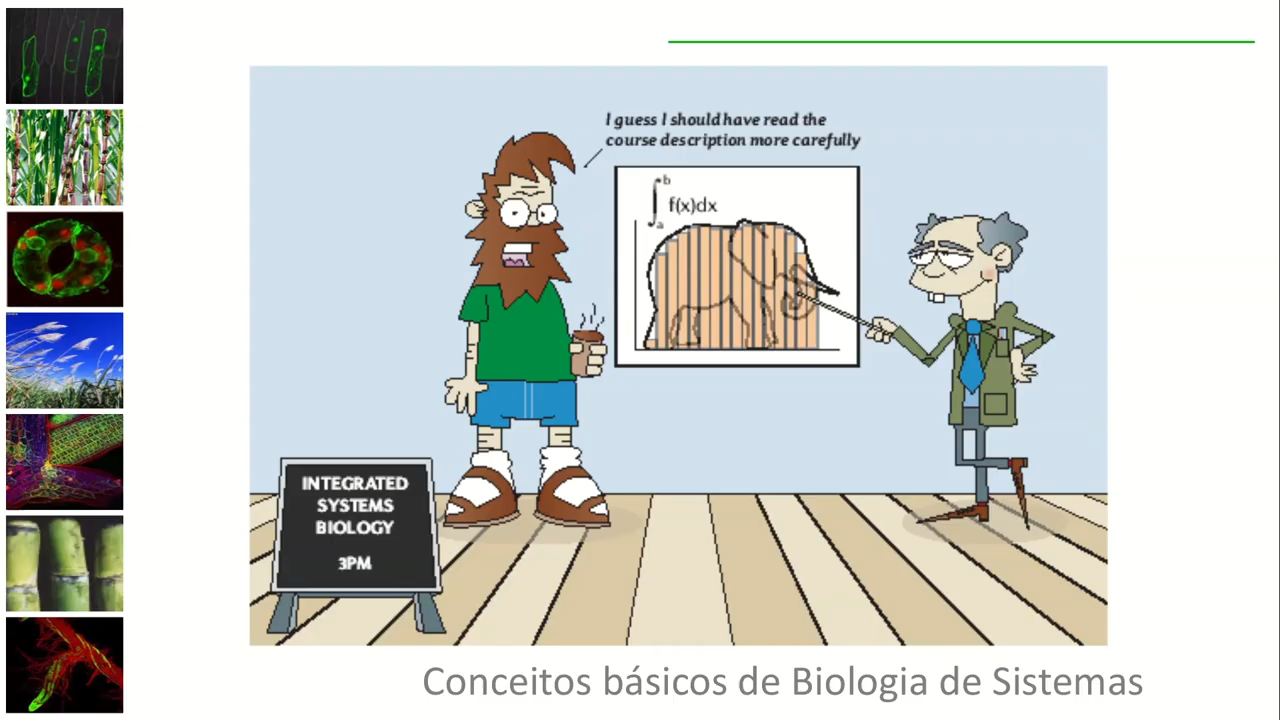 I guess I should have read the
course description more carefully
b
∫ f(x)dx
a
INTEGRATED
SYSTEMS
BIOLOGY
3PM
Conceitos básicos de Biologia de Sistemas